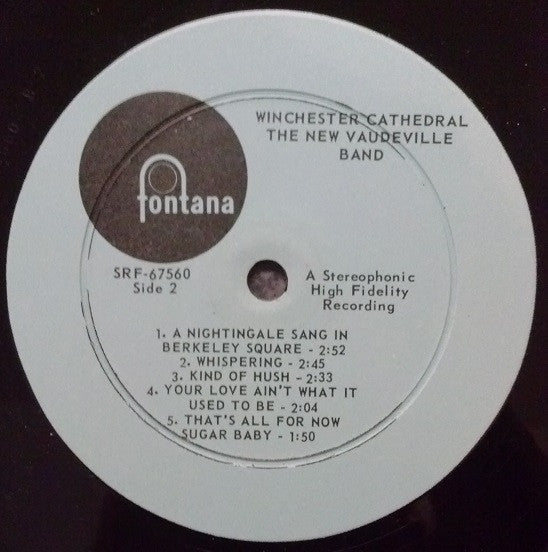 WINCHESTER CATHEDRAL
THE NEW VAUDEVILLE
BAND
fontana
SRF-67560
Side 2
A Stereophonic
High Fidelity
Recording
1. A NIGHTINGALE SANG IN
BERKELEY SQUARE - 2:52
2. WHISPERING - 2:45
3. KIND OF HUSH - 2:33
4. YOUR LOVE AIN'T WHAT IT
USED TO BE - 2:04
5. THAT'S ALL FOR NOW
SUGAR BABY - 1:50